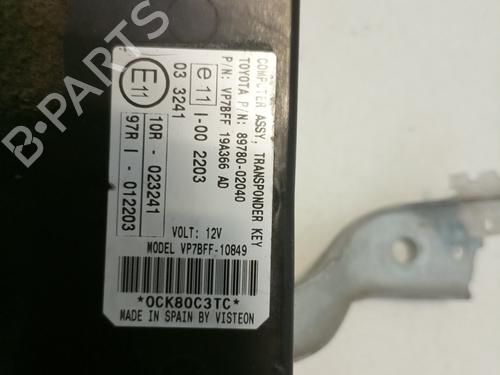 COMPUTER ASSY, TRANSPONDER KEY
TOYOTA P/N: 89780-02040
P/N: VP7BFF 19A366 AD
e 11 I-00 2203
03 3241
E11
10R - 023241
97R I - 012203
VOLT: 12V
MODEL VP7BFF-10849
*0CK80C3TC*
MADE IN SPAIN BY VISTEON
B-PARTS